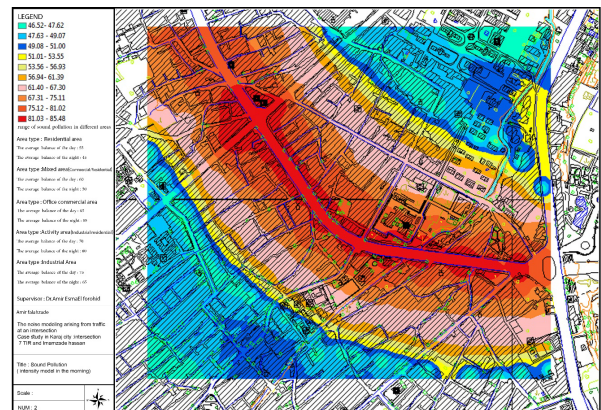 LEGEND
46.52- 47.62
47.63 - 49.07
49.08 - 51.00
51.01 - 53.55
53.56 - 56.93
56.94 - 61.39
61.40 - 67.30
67.31 - 75.11
75.12 - 81.02
81.03 - 85.48
range of sound pollution in different areas
Area type : Residential area
The average balance of the day : 55
The average balance of the night : 45
Area type :Mixed area(Commercial/Residential)
The average balance of the day : 60
The average balance of the night : 50
Area type : Office commercial area
The average balance of the day : 65
The average balance of the night : 55
Area type :Activity area(Industrial/residential)
The average balance of the day : 70
The average balance of the night : 60
Area type :Industrial Area
The average balance of the day : 75
The average balance of the night : 65
Supervisor : Dr.Amir EsmaEl forohid
Amir falatzade
The noise modeling arising from traffic
at an intersection
Case study in Karaj city :intersection
7 TIR and Imamzade hassan
Title : Sound Pollution
( intensity model in the morning)
Scale :
NUM : 2